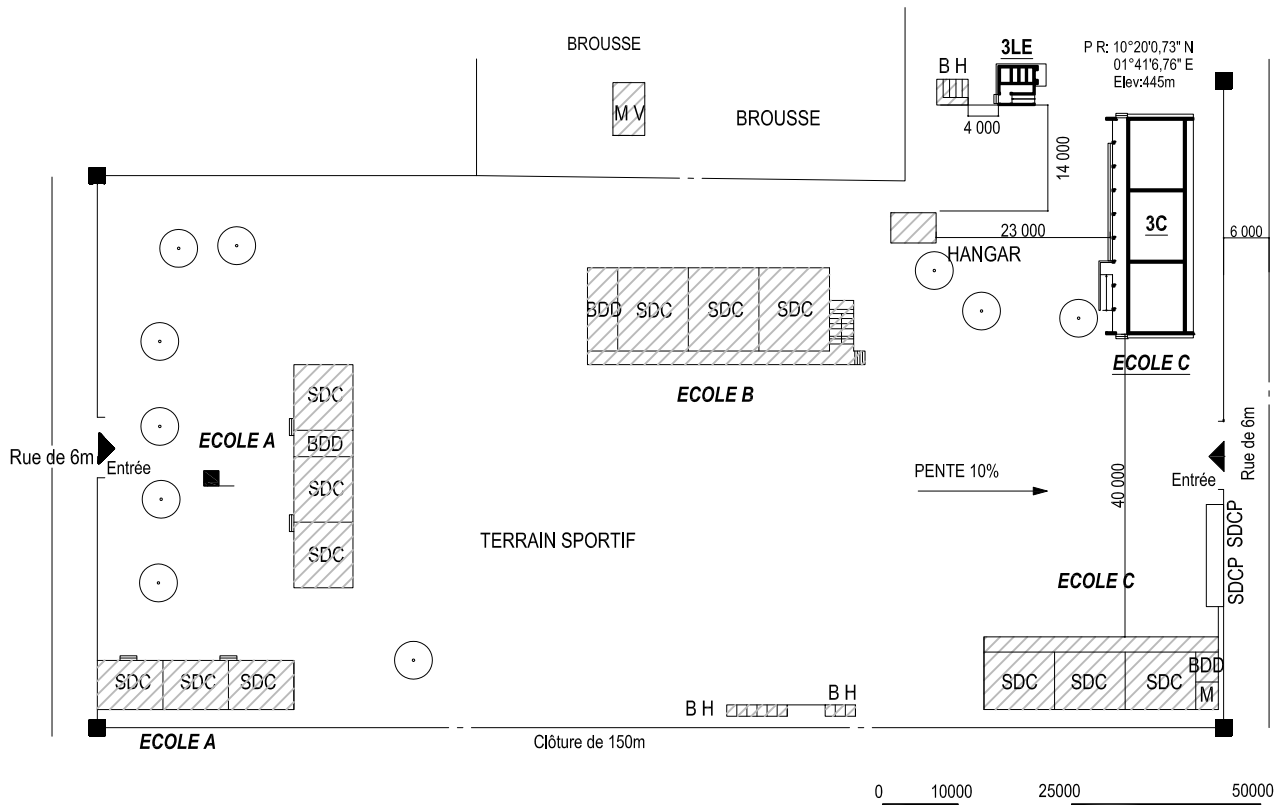 BROUSSE
3LE
P R: 10°20'0,73" N
01°41'6,76" E
Elev:445m
B H
M V
BROUSSE
4 000
14 000
3C
23 000
6 000
HANGAR
BDD
SDC
SDC
SDC
ECOLE C
ECOLE B
SDC
ECOLE A
BDD
Rue de 6m
Entrée
SDC
PENTE 10%
40 000
Entrée
Rue de 6m
TERRAIN SPORTIF
SDC
SDCP
SDCP
ECOLE C
SDC
SDC
SDC
SDC
SDC
SDC
BDD
M
B H
B H
ECOLE A
Clôture de 150m
0 10000 25000 50000